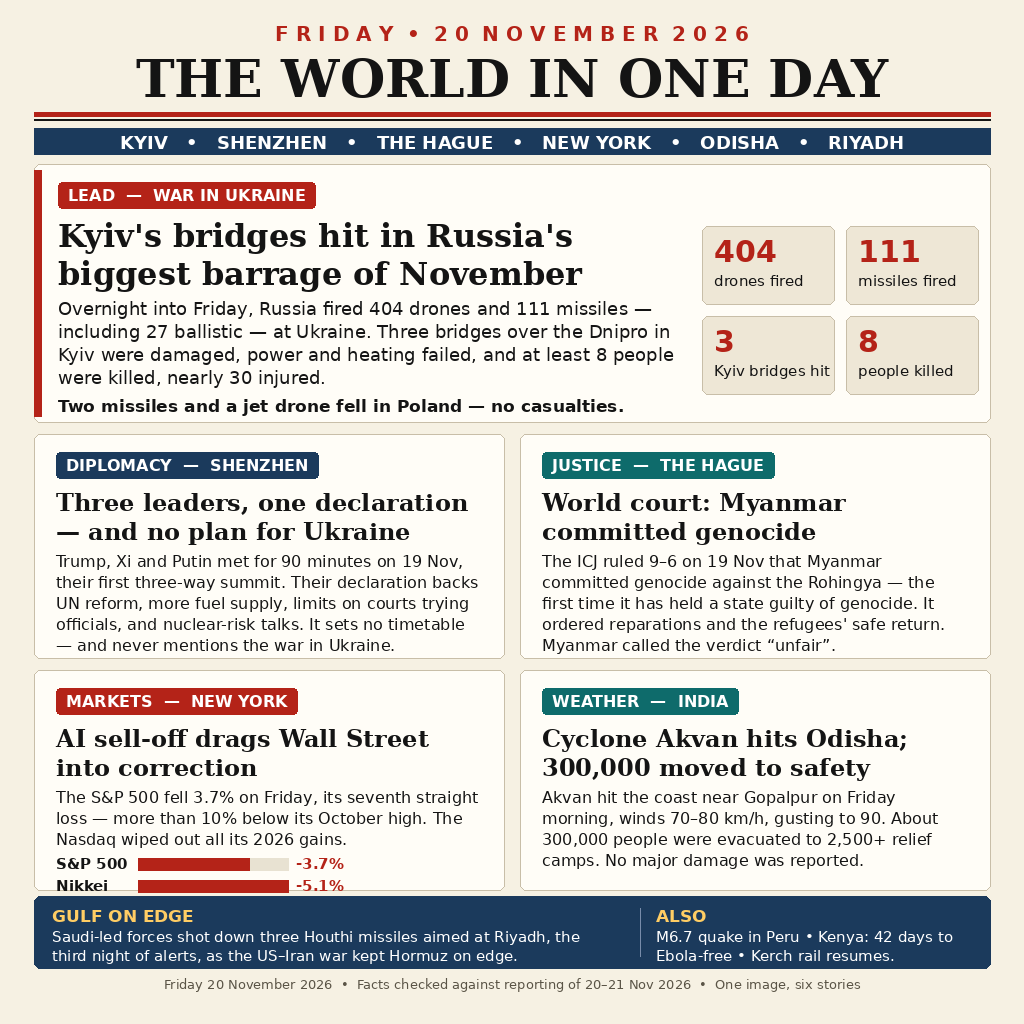 FRIDAY • 20 NOVEMBER 2026
THE WORLD IN ONE DAY
KYIV • SHENZHEN • THE HAGUE • NEW YORK • ODISHA • RIYADH
LEAD — WAR IN UKRAINE
Kyiv's bridges hit in Russia's
biggest barrage of November
Overnight into Friday, Russia fired 404 drones and 111 missiles —
including 27 ballistic — at Ukraine. Three bridges over the Dnipro in
Kyiv were damaged, power and heating failed, and at least 8 people
were killed, nearly 30 injured.
Two missiles and a jet drone fell in Poland — no casualties.
404
drones fired
111
missiles fired
3
Kyiv bridges hit
8
people killed
DIPLOMACY — SHENZHEN
Three leaders, one declaration
— and no plan for Ukraine
Trump, Xi and Putin met for 90 minutes on 19 Nov,
their first three-way summit. Their declaration backs
UN reform, more fuel supply, limits on courts trying
officials, and nuclear-risk talks. It sets no timetable
— and never mentions the war in Ukraine.
JUSTICE — THE HAGUE
World court: Myanmar
committed genocide
The ICJ ruled 9–6 on 19 Nov that Myanmar
committed genocide against the Rohingya — the
first time it has held a state guilty of genocide. It
ordered reparations and the refugees' safe return.
Myanmar called the verdict “unfair”.
MARKETS — NEW YORK
AI sell-off drags Wall Street
into correction
The S&P 500 fell 3.7% on Friday, its seventh straight
loss — more than 10% below its October high. The
Nasdaq wiped out all its 2026 gains.
S&P 500 -3.7%
Nikkei -5.1%
WEATHER — INDIA
Cyclone Akvan hits Odisha;
300,000 moved to safety
Akvan hit the coast near Gopalpur on Friday
morning, winds 70–80 km/h, gusting to 90. About
300,000 people were evacuated to 2,500+ relief
camps. No major damage was reported.
GULF ON EDGE
Saudi-led forces shot down three Houthi missiles aimed at Riyadh, the
third night of alerts, as the US–Iran war kept Hormuz on edge.
ALSO
M6.7 quake in Peru • Kenya: 42 days to
Ebola-free • Kerch rail resumes.
Friday 20 November 2026 • Facts checked against reporting of 20–21 Nov 2026 • One image, six stories